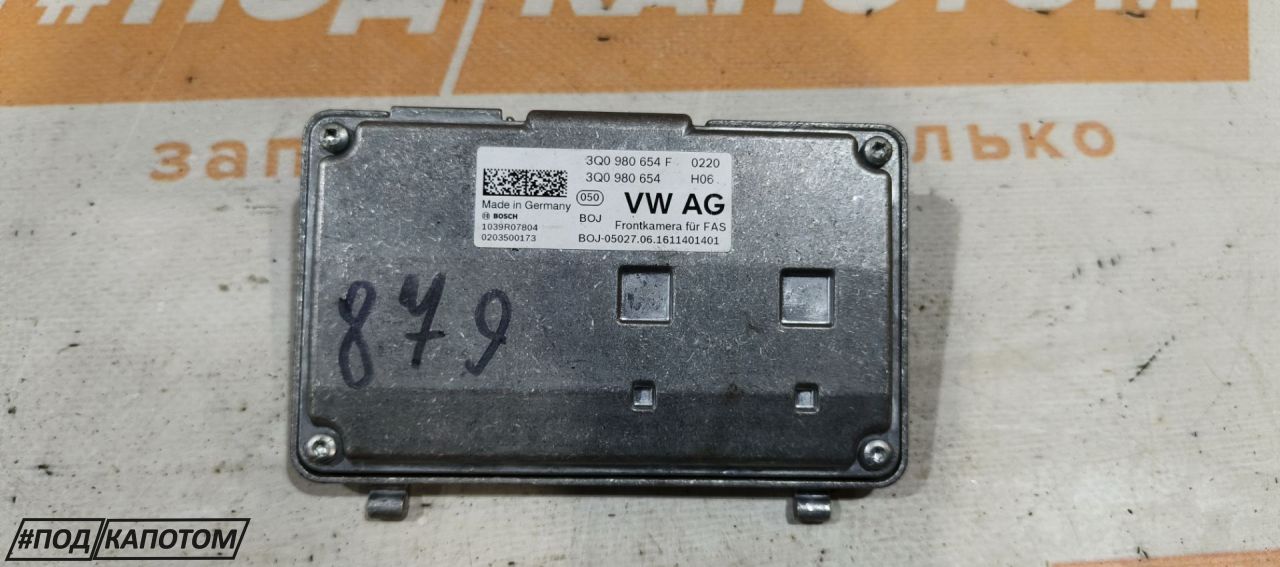 #ПОД КАПОТОМ
зап
олько
3Q0 980 654 F 0220
3Q0 980 654 H06
Made in Germany 050 VW AG
BOSCH BOJ
1039R07804 Frontkamera für FAS
0203500173 BOJ-05027.06.1611401401
879
#ПОД КАПОТОМ